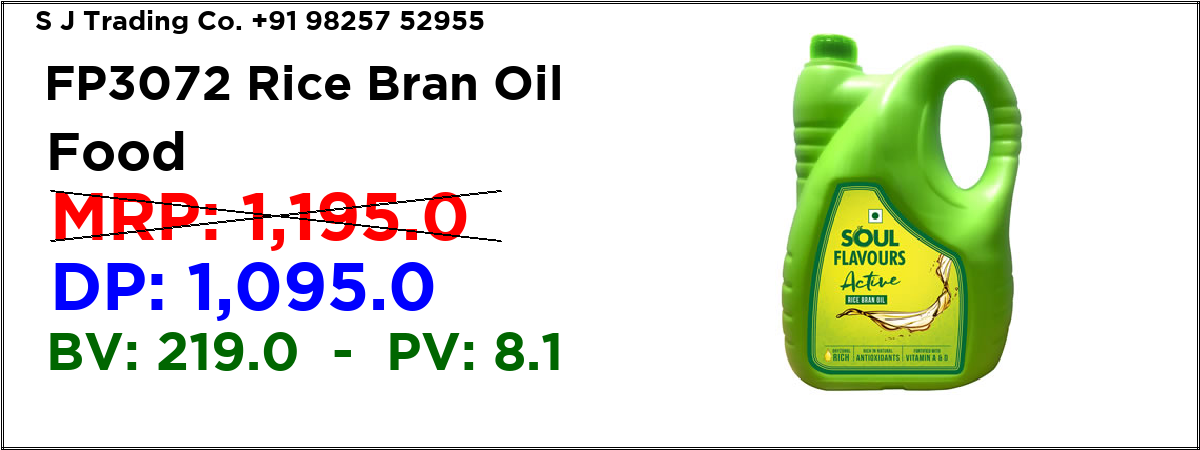 S J Trading Co. +91 98257 52955
FP3072 Rice Bran Oil
Food
MRP: 1,195.0
DP: 1,095.0
BV: 219.0 - PV: 8.1
SOUL
FLAVOURS
Active
RICE BRAN OIL
ORYZANOL RICH
RICH IN NATURAL ANTIOXIDANTS
FORTIFIED WITH VITAMIN A & D